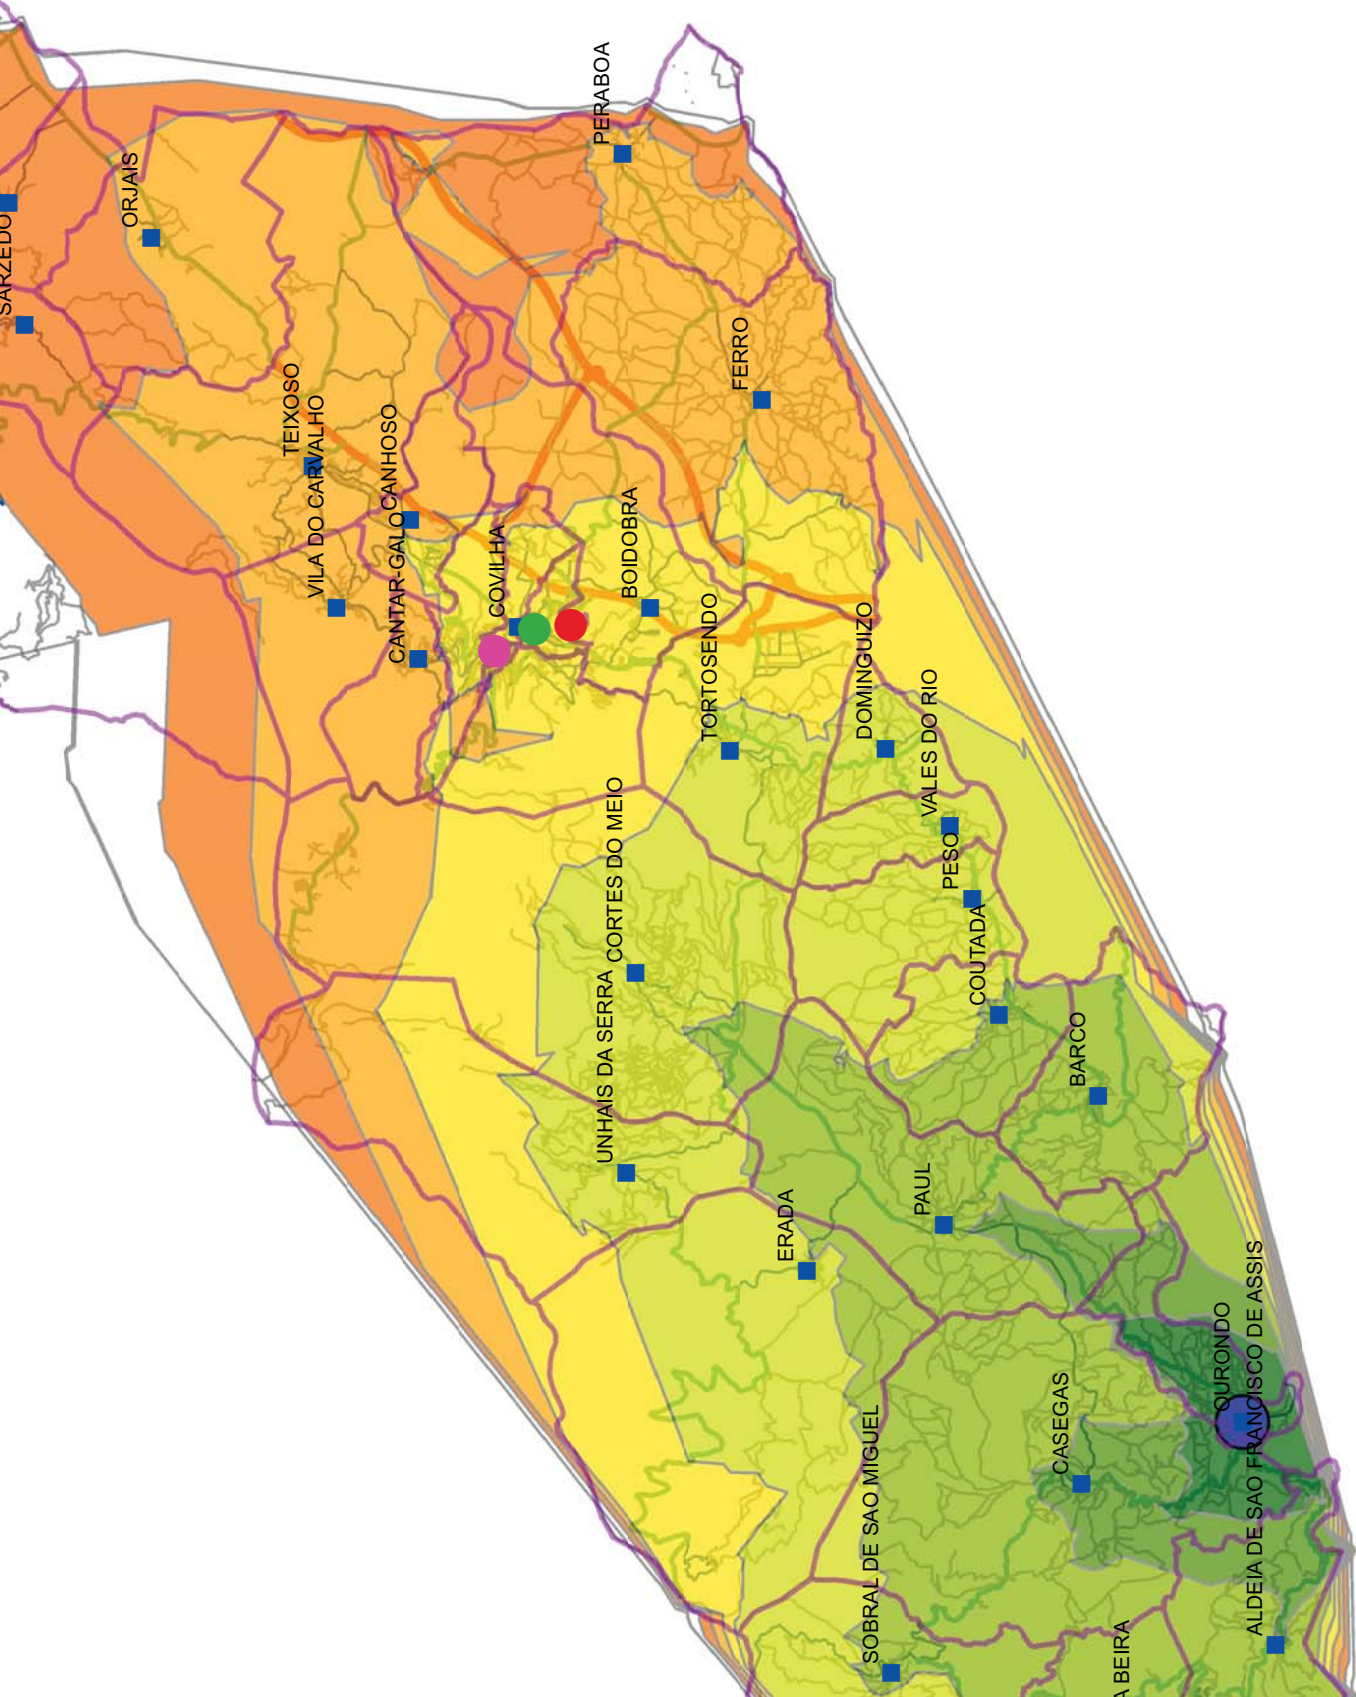 SARZEDO
ORJAIS
PERABOA
TEIXOSO
VILA DO CARVALHO
CANHOSO
CANTAR-GALO
COVILHA
BOIDOBRA
FERRO
TORTOSENDO
DOMINGUIZO
VALES DO RIO
PESO
COUTADA
CORTES DO MEIO
UNHAIS DA SERRA
BARCO
ERADA
PAUL
OURONDO
ALDEIA DE SAO FRANCISCO DE ASSIS
CASEGAS
SOBRAL DE SAO MIGUEL
A BEIRA